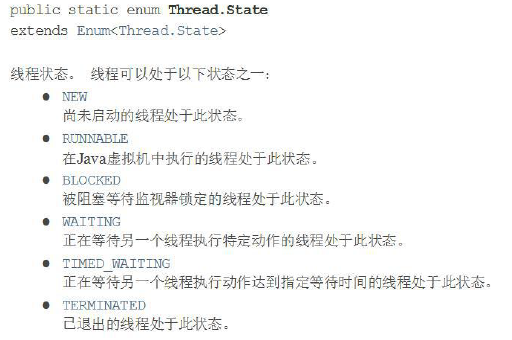 public static enum Thread.State
extends Enum<Thread.State>
线程状态。 线程可以处于以下状态之一:
● NEW
尚未启动的线程处于此状态。
● RUNNABLE
在Java虚拟机中执行的线程处于此状态。
● BLOCKED
被阻塞等待监视器锁定的线程处于此状态。
● WAITING
正在等待另一个线程执行特定动作的线程处于此状态。
● TIMED_WAITING
正在等待另一个线程执行动作达到指定等待时间的线程处于此状态。
● TERMINATED
已退出的线程处于此状态。